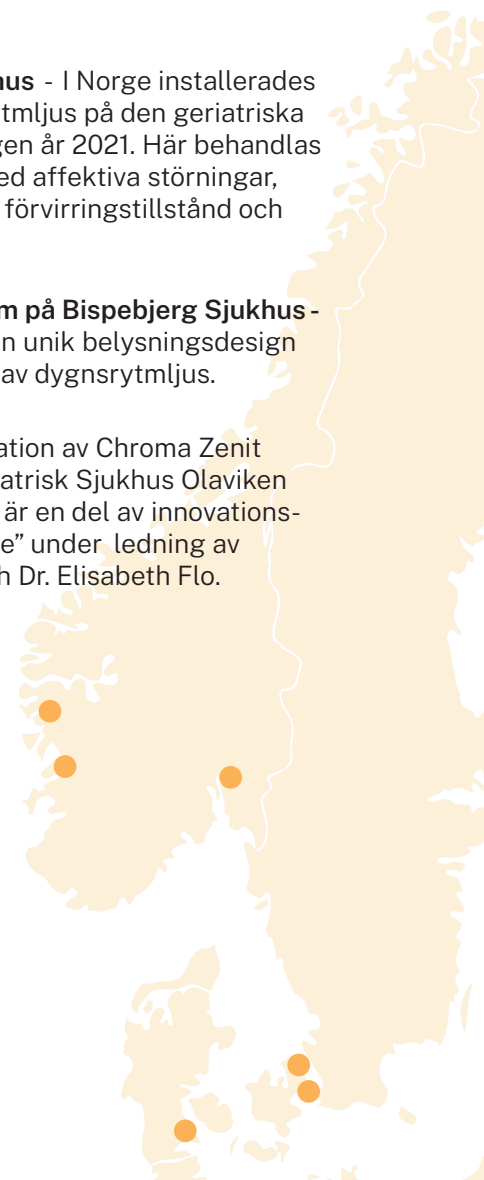 hus - I Norge installerades
tmljus på den geriatriska
gen år 2021. Här behandlas
ed affektiva störningar,
förvirringstillstånd och
m på Bispebjerg Sjukhus -
n unik belysningsdesign
av dygnsrytmljus.
ation av Chroma Zenit
atrisk Sjukhus Olaviken
är en del av innovations-
e” under ledning av
h Dr. Elisabeth Flo.